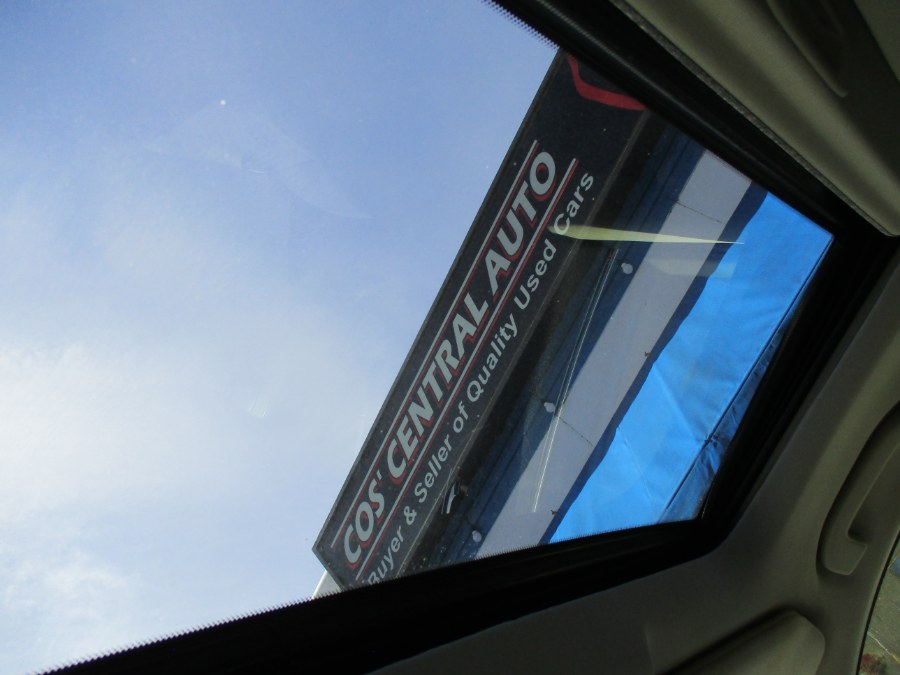 COS' CENTRAL AUTO
Buyer & Seller of Quality Used Cars